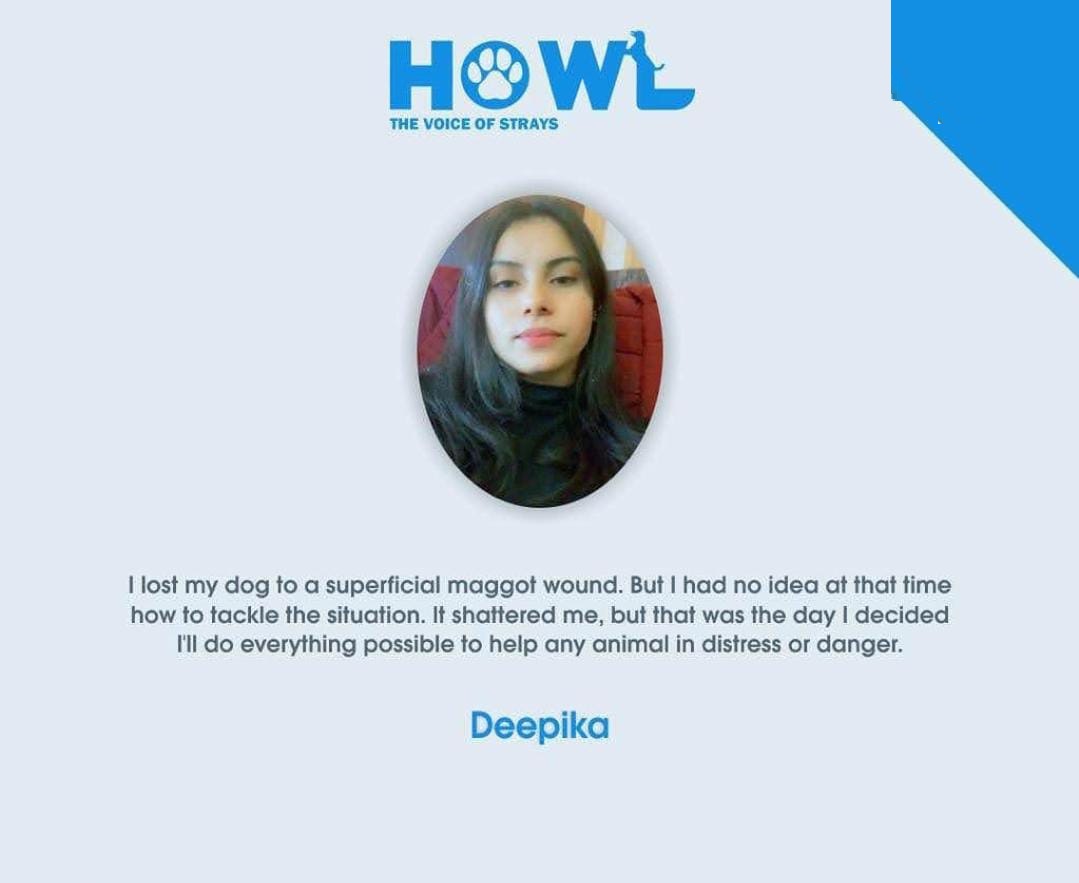 HOWL
THE VOICE OF STRAYS
I lost my dog to a superficial maggot wound. But I had no idea at that time
how to tackle the situation. It shattered me, but that was the day I decided
I'll do everything possible to help any animal in distress or danger.
Deepika